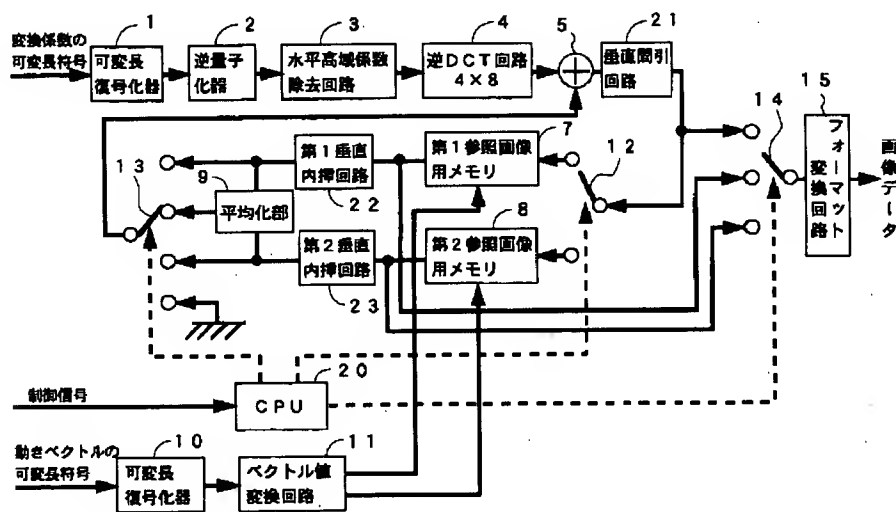 変換係数の
可変長符号
1
可変長
復号化器
2
逆量子
化器
3
水平高域係数
除去回路
4
逆DCT回路
4×8
5
21
垂直間引
回路
15
フォーマット
変換回路
画像データ
14
13
9
平均化部
第1垂直
内挿回路
22
7
第1参照画像
用メモリ
12
8
第2参照画像
用メモリ
第2垂直
内挿回路
23
制御信号
20
CPU
動きベクトルの
可変長符号
10
可変長
復号化器
11
ベクトル値
変換回路